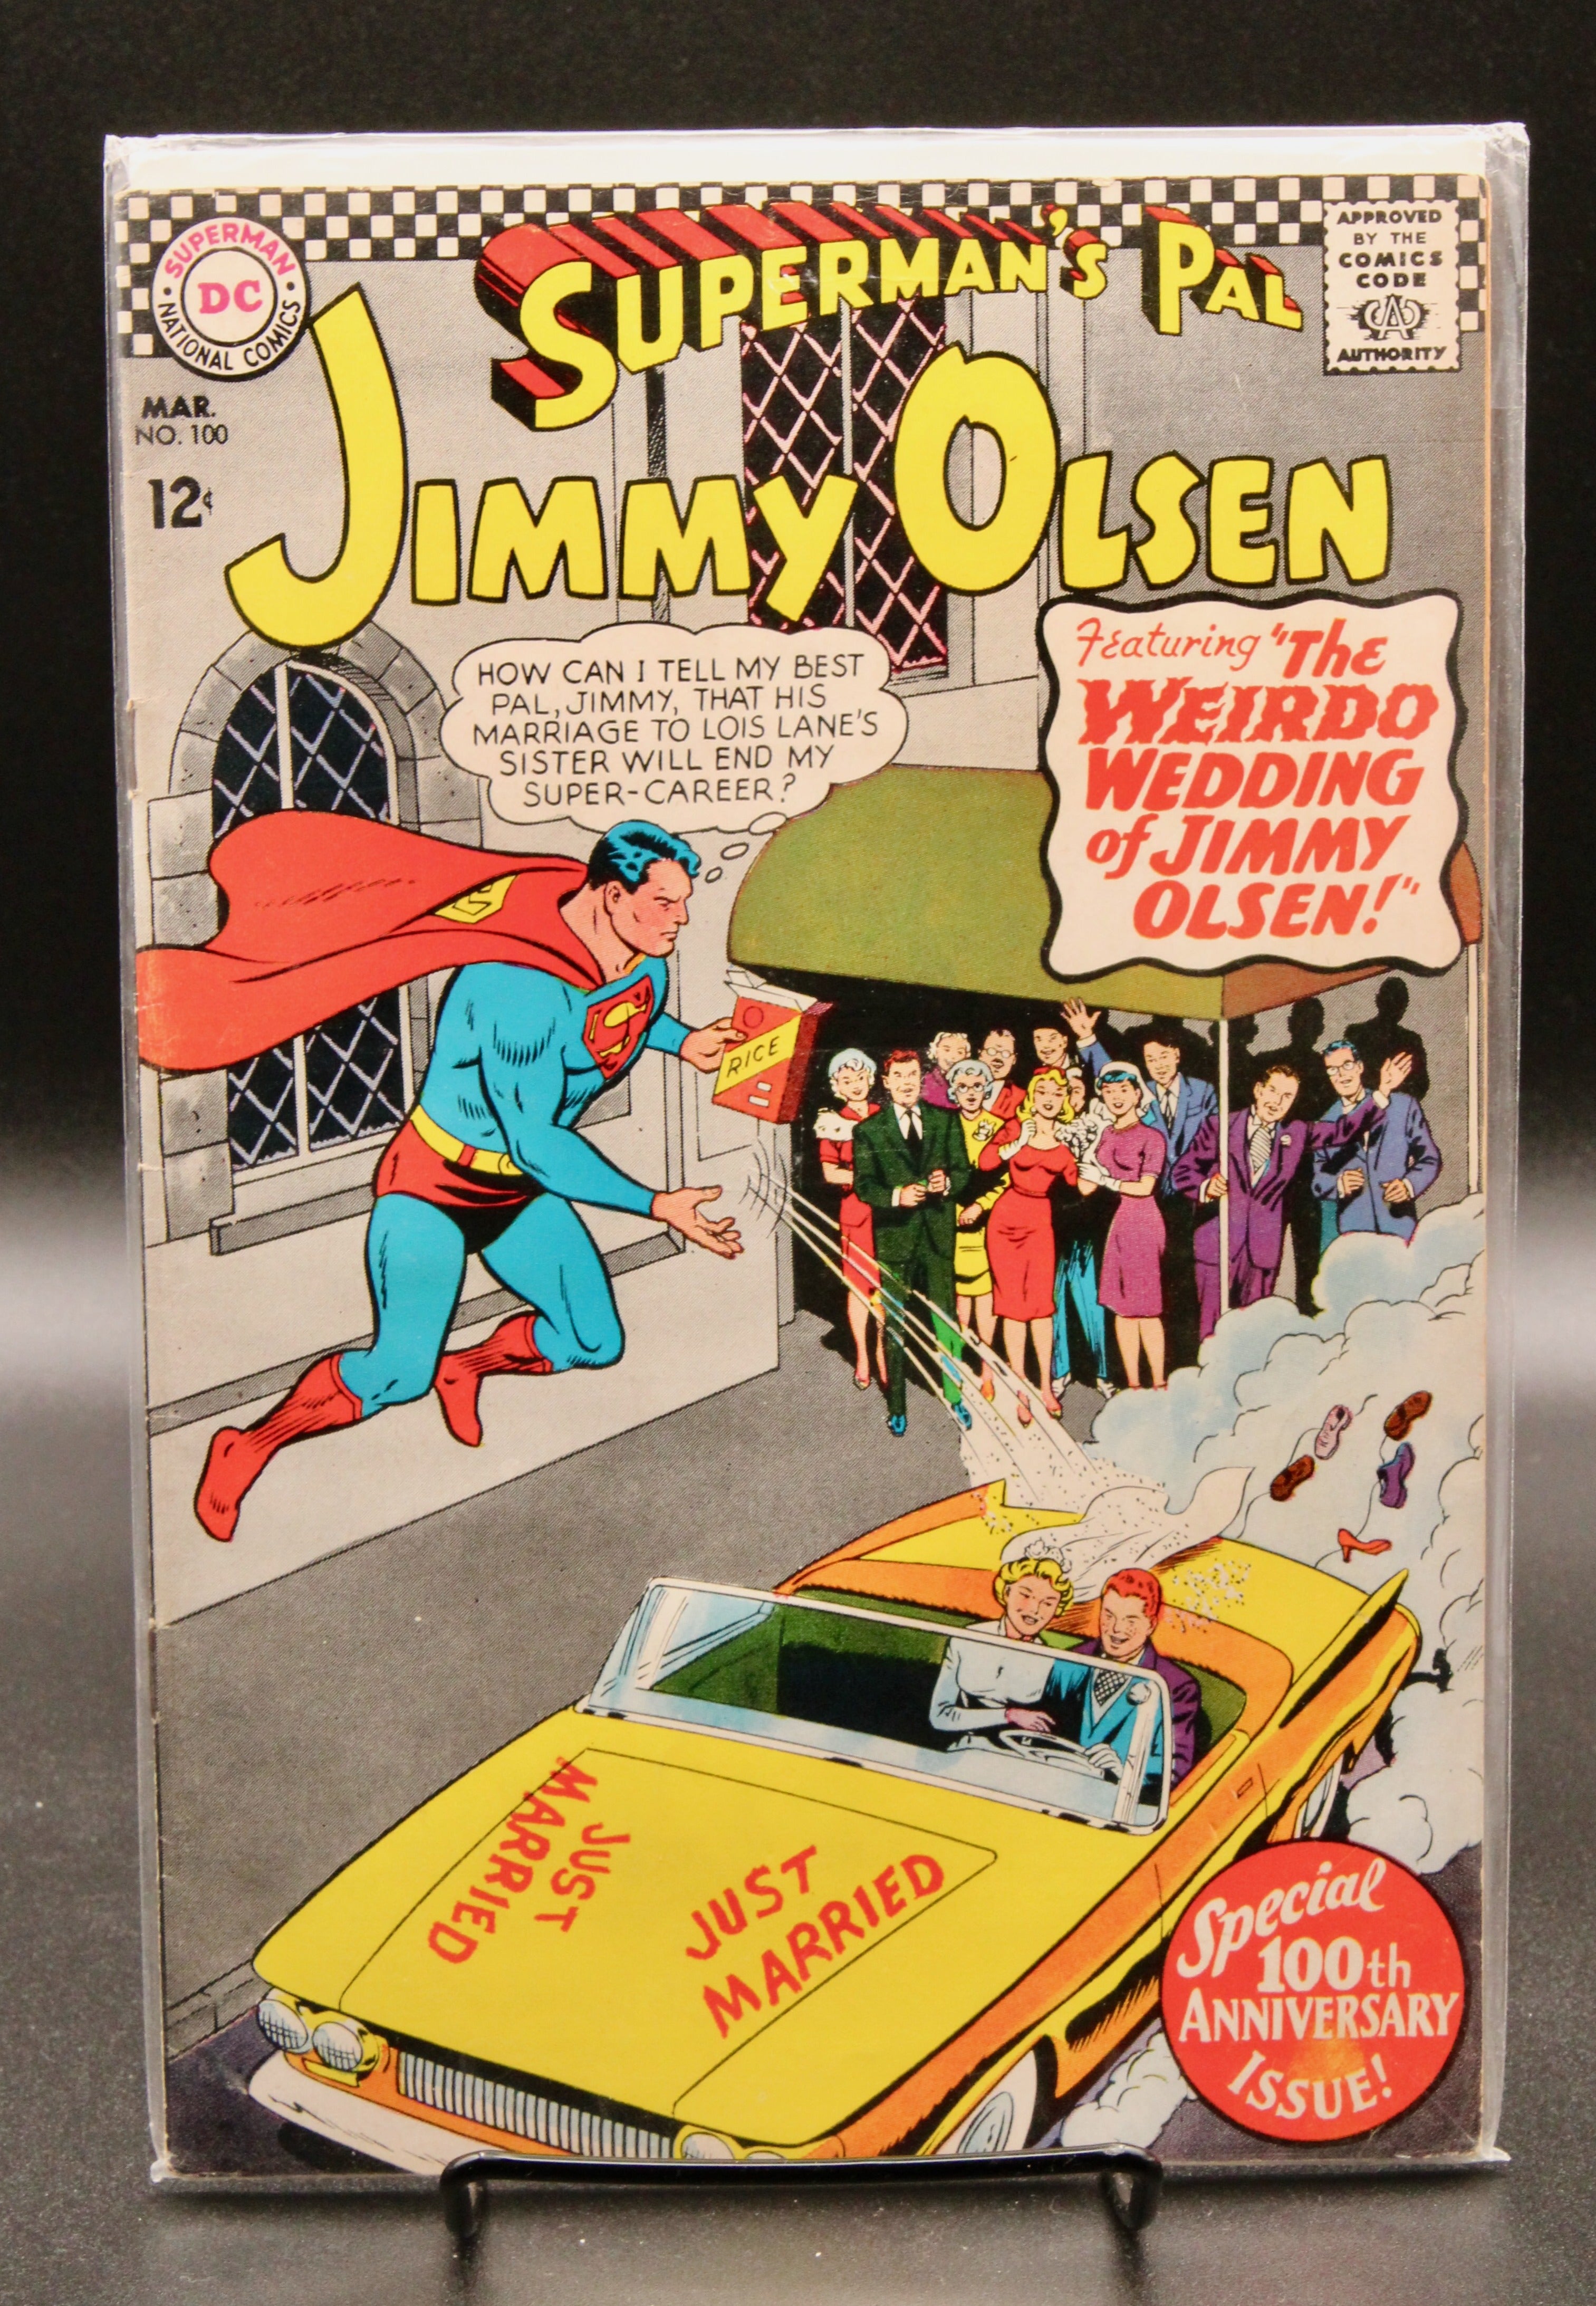 SUPERMAN
DC
NATIONAL COMICS
MAR.
NO. 100
12¢
SUPERMAN'S PAL
JIMMY OLSEN
APPROVED
BY THE
COMICS
CODE
CA
AUTHORITY
HOW CAN I TELL MY BEST
PAL, JIMMY, THAT HIS
MARRIAGE TO LOIS LANE'S
SISTER WILL END MY
SUPER-CAREER?
Featuring "The
WEIRDO
WEDDING
of JIMMY
OLSEN!"
S
S
RICE
JUST
MARRIED
JUST
MARRIED
Special
100th
ANNIVERSARY
ISSUE!